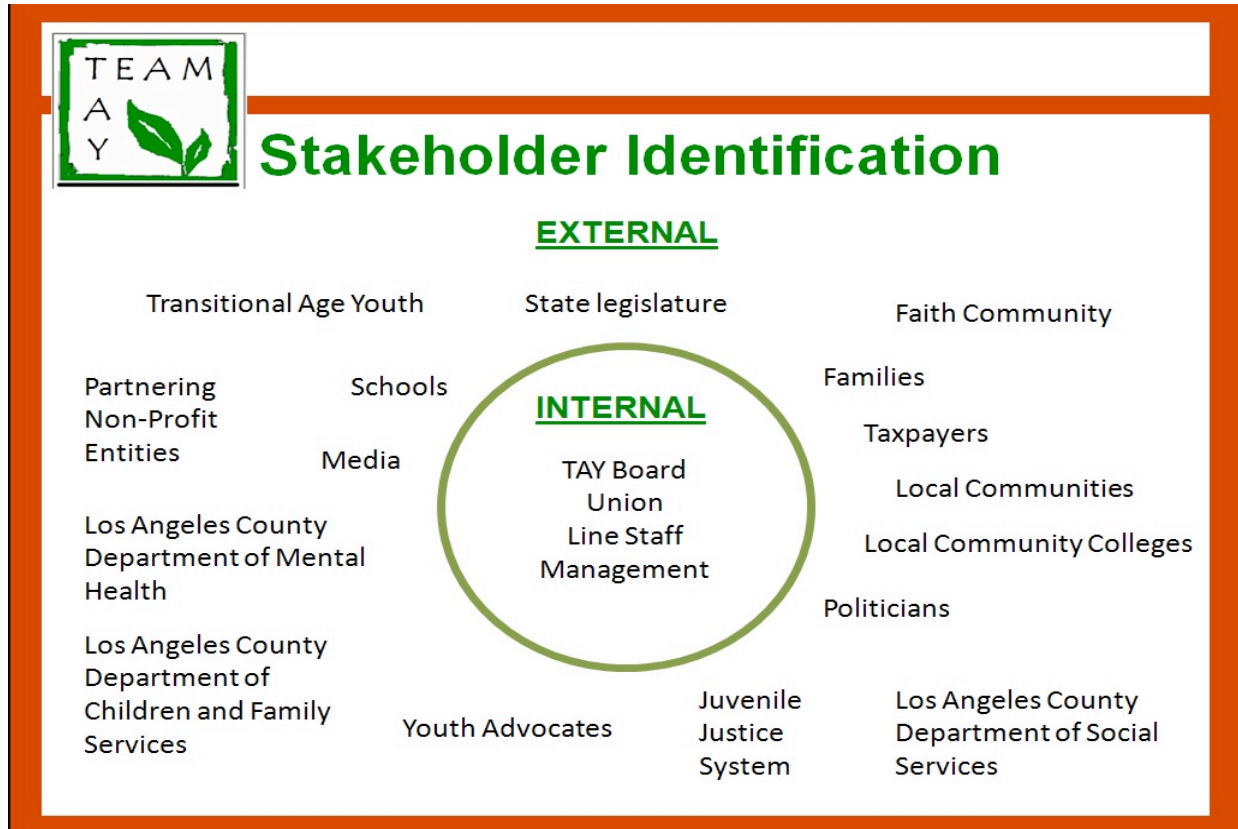 TEAM
A
Y
Stakeholder Identification
EXTERNAL
Transitional Age Youth
State legislature
Faith Community
Partnering
Non-Profit
Entities
Schools
Media
Families
Taxpayers
Local Communities
Local Community Colleges
Politicians
INTERNAL
TAY Board
Union
Line Staff
Management
Los Angeles County
Department of Mental
Health
Los Angeles County
Department of
Children and Family
Services
Youth Advocates
Juvenile
Justice
System
Los Angeles County
Department of Social
Services